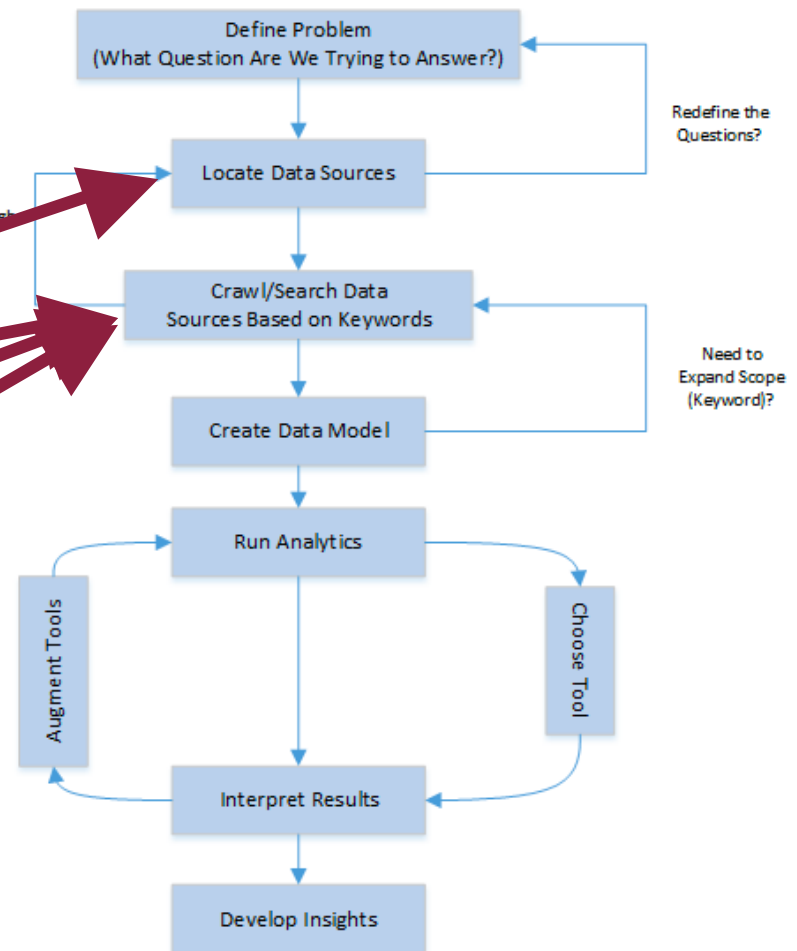 Define Problem
(What Question Are We Trying to Answer?)
Redefine the
Questions?
Locate Data Sources
Crawl/Search Data
Sources Based on Keywords
Need to
Expand Scope
(Keyword)?
Create Data Model
Run Analytics
Augment Tools
Choose Tool
Interpret Results
Develop Insights